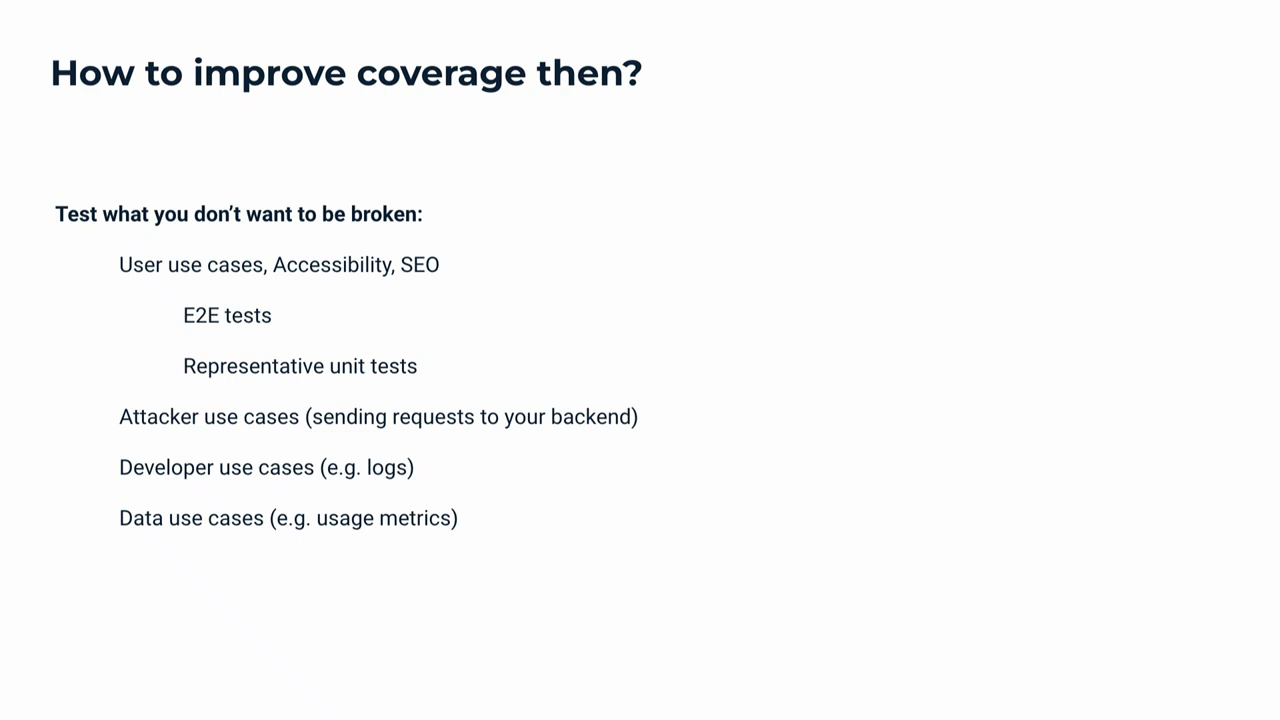 How to improve coverage then?
Test what you don’t want to be broken:
User use cases, Accessibility, SEO
E2E tests
Representative unit tests
Attacker use cases (sending requests to your backend)
Developer use cases (e.g. logs)
Data use cases (e.g. usage metrics)